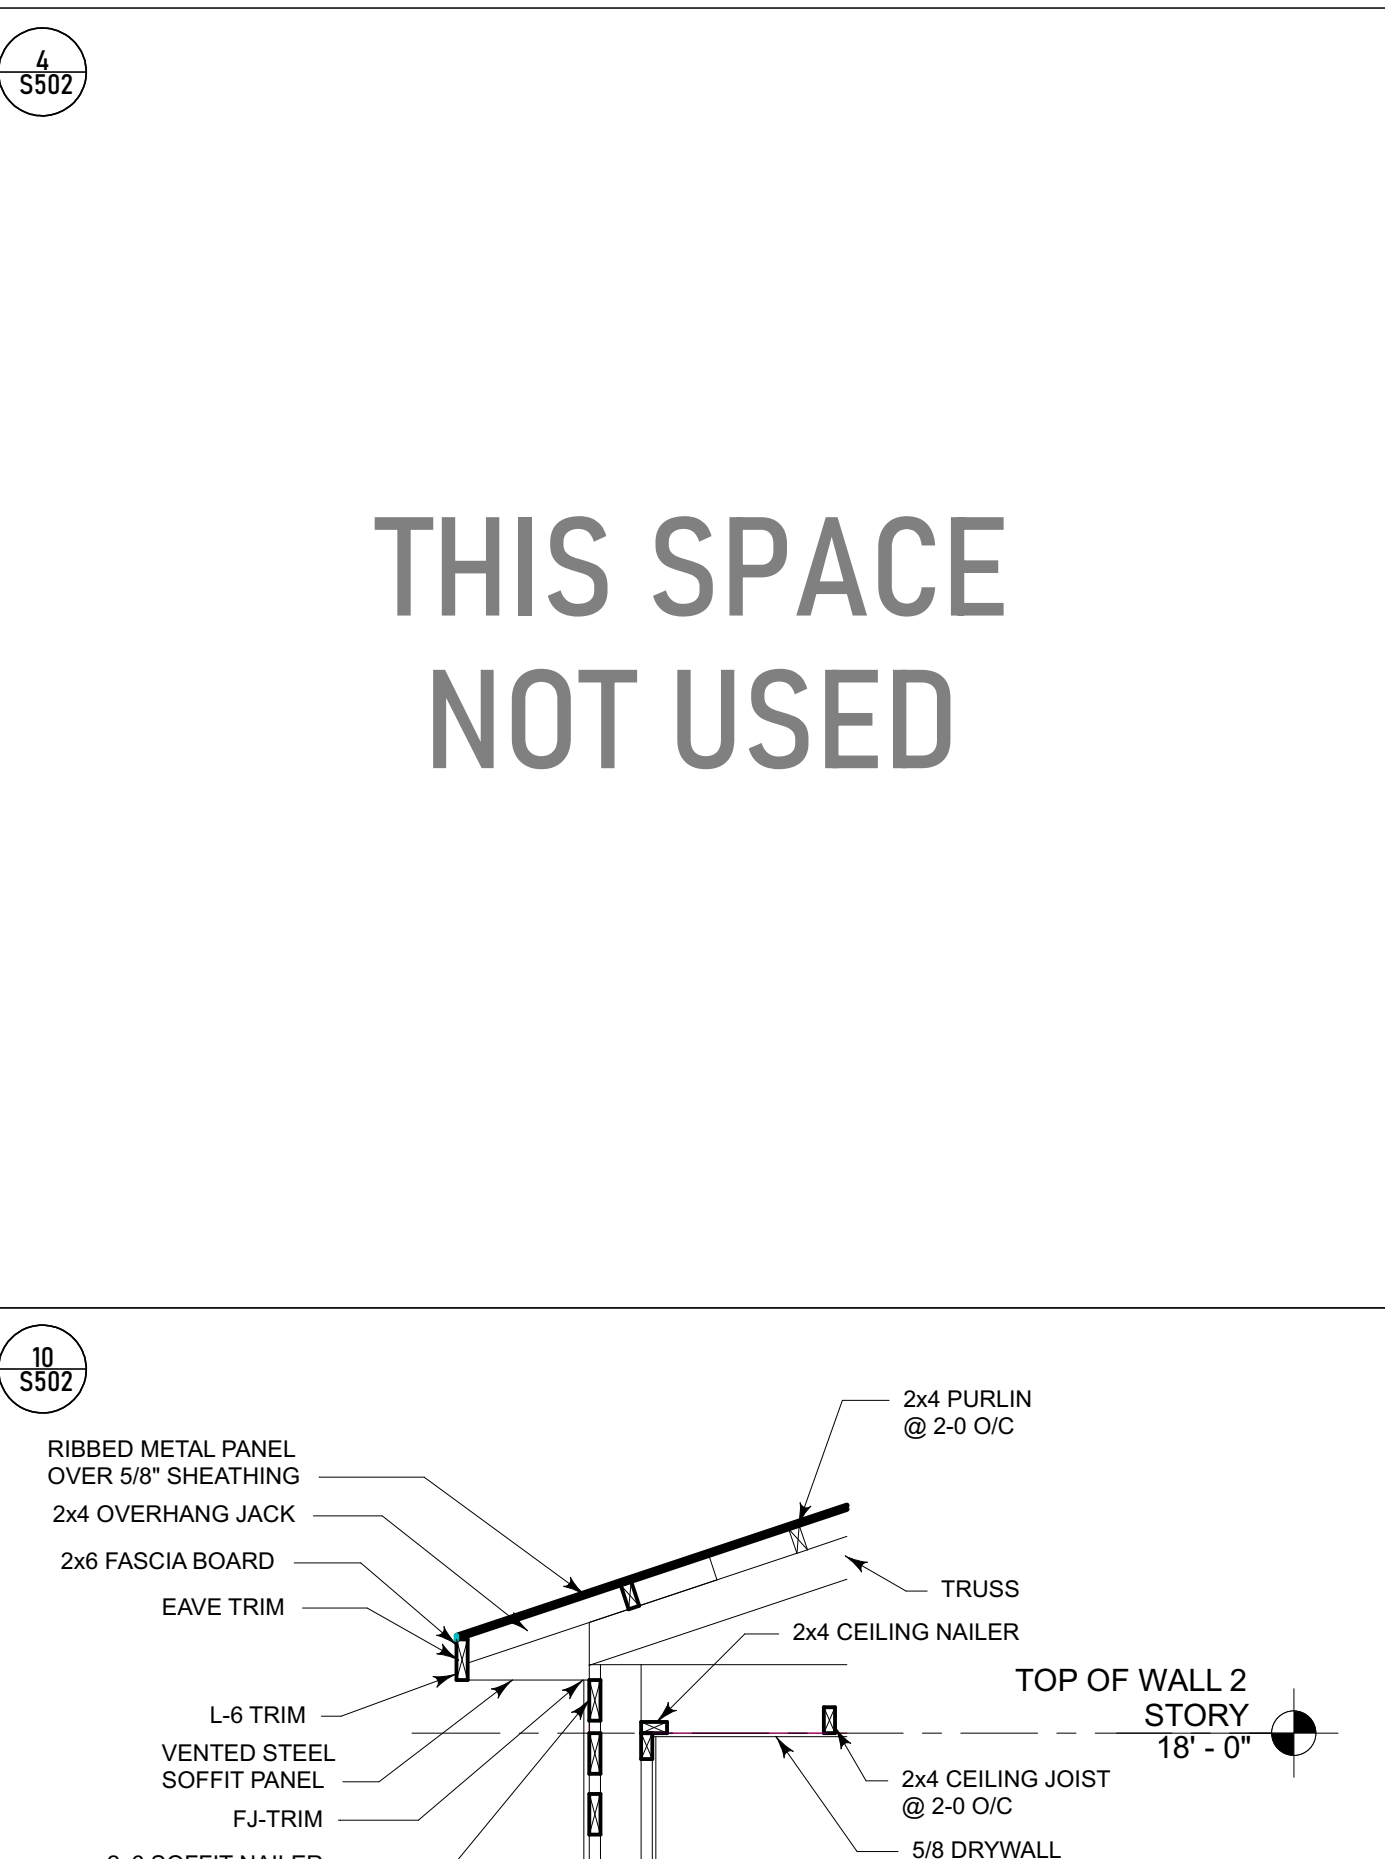 4
S502
THIS SPACE
NOT USED
10
S502
2x4 PURLIN
@ 2-0 O/C
RIBBED METAL PANEL
OVER 5/8" SHEATHING
2x4 OVERHANG JACK
2x6 FASCIA BOARD
EAVE TRIM
TRUSS
2x4 CEILING NAILER
TOP OF WALL 2
STORY
18' - 0"
L-6 TRIM
VENTED STEEL
SOFFIT PANEL
FJ-TRIM
2x4 CEILING JOIST
@ 2-0 O/C
5/8 DRYWALL
SOFFIT NAILER